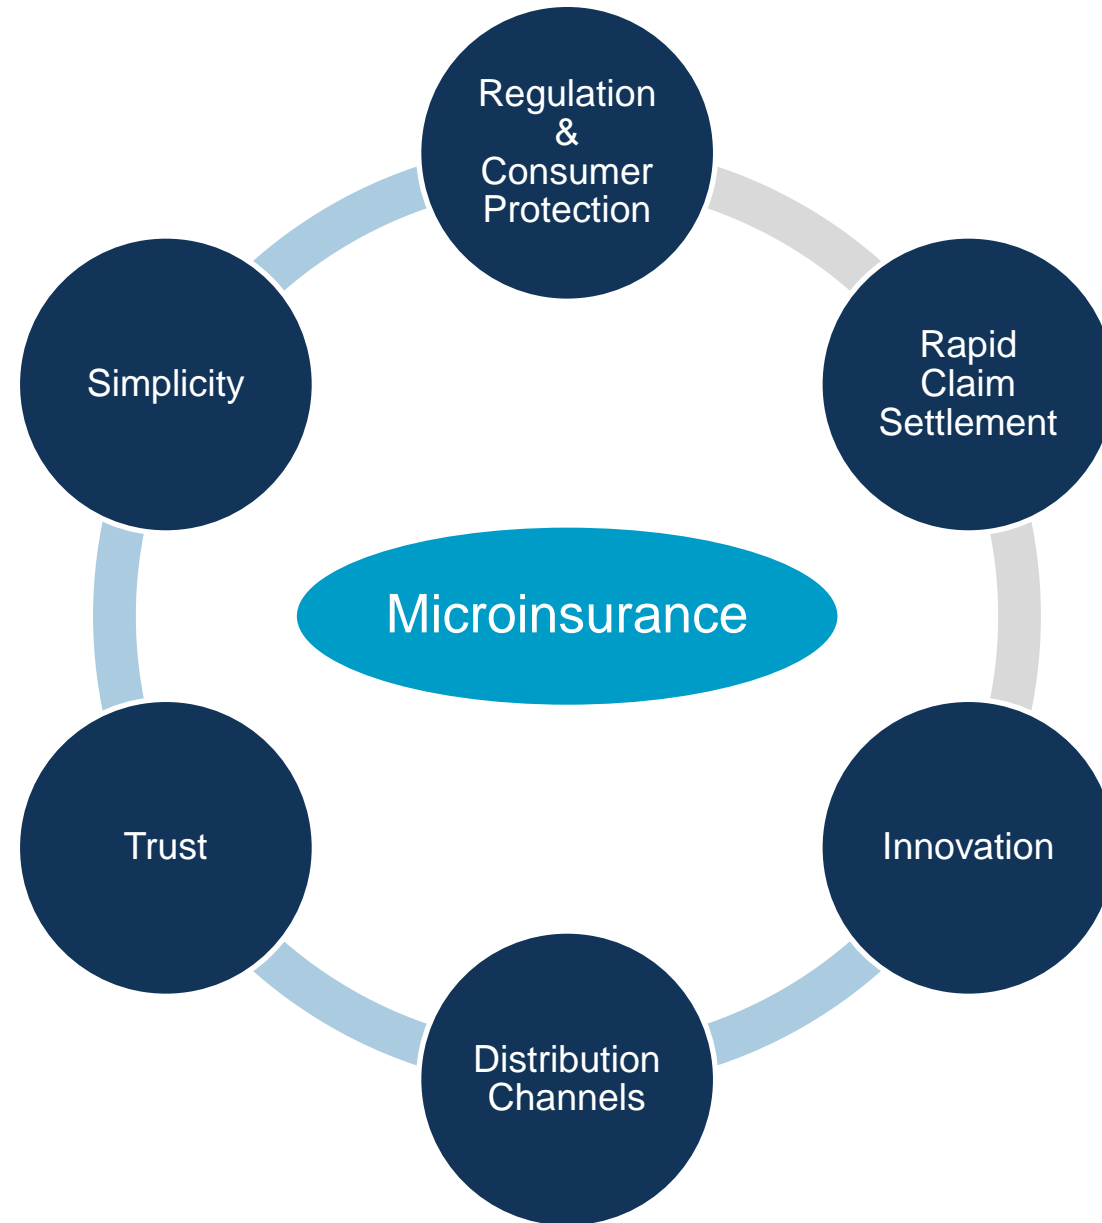 Regulation
&
Consumer
Protection
Rapid
Claim
Settlement
Simplicity
Microinsurance
Trust
Innovation
Distribution
Channels